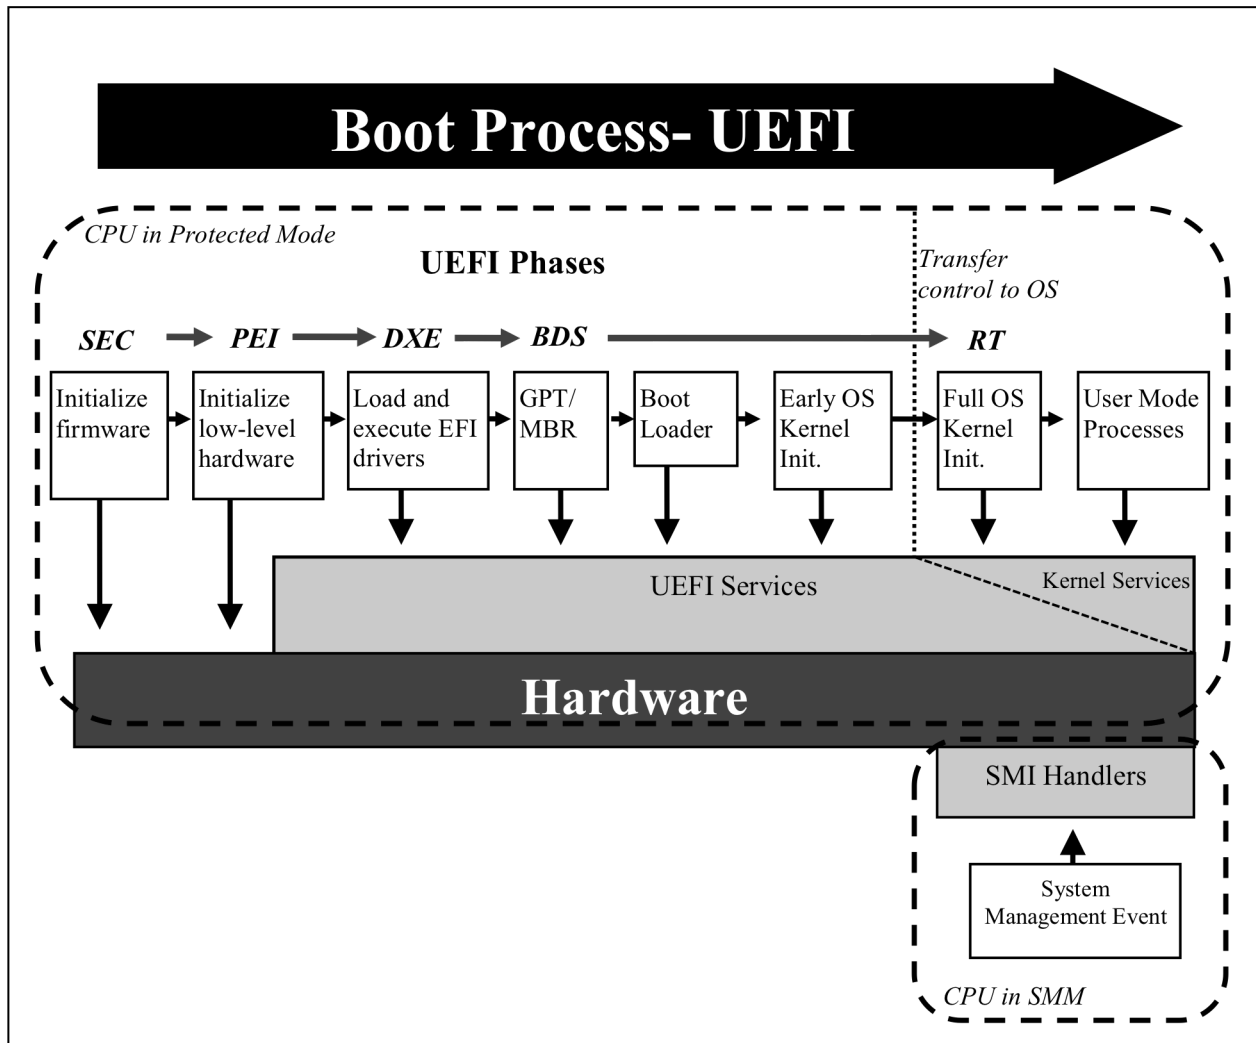 Boot Process- UEFI
CPU in Protected Mode
UEFI Phases
Transfer
control to OS
SEC
PEI
DXE
BDS
RT
Initialize
firmware
Initialize
low-level
hardware
Load and
execute EFI
drivers
GPT/
MBR
Boot
Loader
Early OS
Kernel
Init.
Full OS
Kernel
Init.
User Mode
Processes
UEFI Services
Kernel Services
Hardware
SMI Handlers
System
Management Event
CPU in SMM